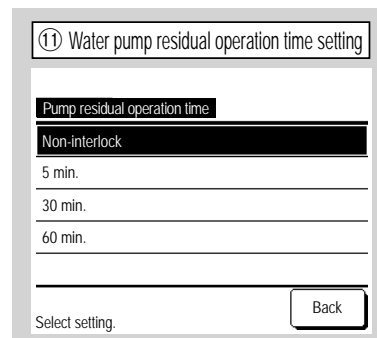 ⑪ Water pump residual operation time setting
Pump residual operation time
Non-interlock
5 min.
30 min.
60 min.
Back
Select setting.